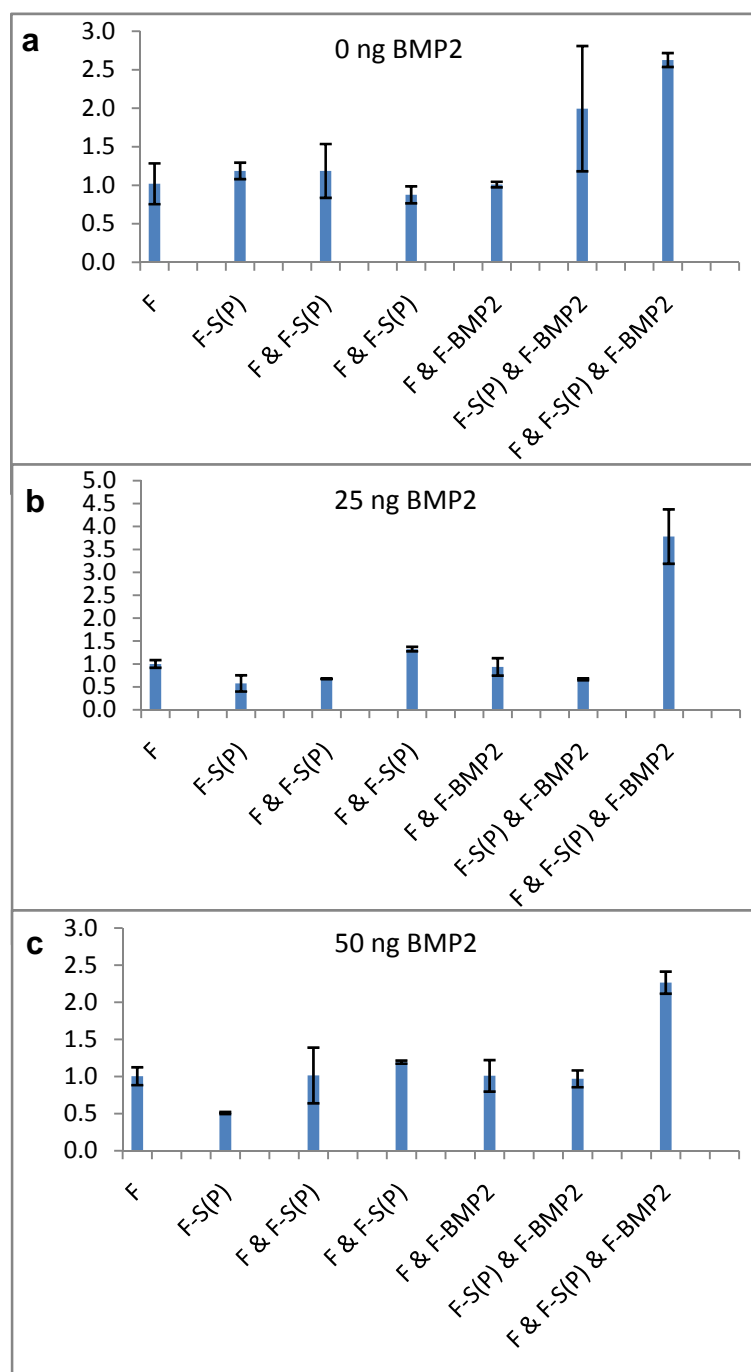 a
0 ng BMP2
3.0
2.5
2.0
1.5
1.0
0.5
0.0
F
F-S(P)
F & F-S(P)
F & F-S(P)
F & F-BMP2
F-S(P) & F-BMP2
F & F-S(P) & F-BMP2
b
25 ng BMP2
5.0
4.5
4.0
3.5
3.0
2.5
2.0
1.5
1.0
0.5
0.0
F
F-S(P)
F & F-S(P)
F & F-S(P)
F & F-BMP2
F-S(P) & F-BMP2
F & F-S(P) & F-BMP2
c
50 ng BMP2
3.0
2.5
2.0
1.5
1.0
0.5
0.0
F
F-S(P)
F & F-S(P)
F & F-S(P)
F & F-BMP2
F-S(P) & F-BMP2
F & F-S(P) & F-BMP2